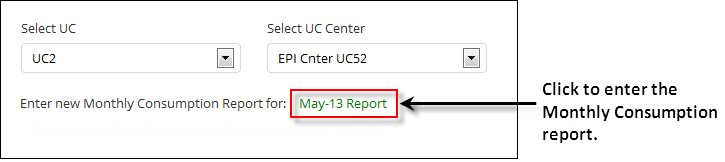 Select UC
Select UC Center
UC2
EPI Cnter UC52
Enter new Monthly Consumption Report for: May-13 Report
Click to enter the
Monthly Consumption
report.